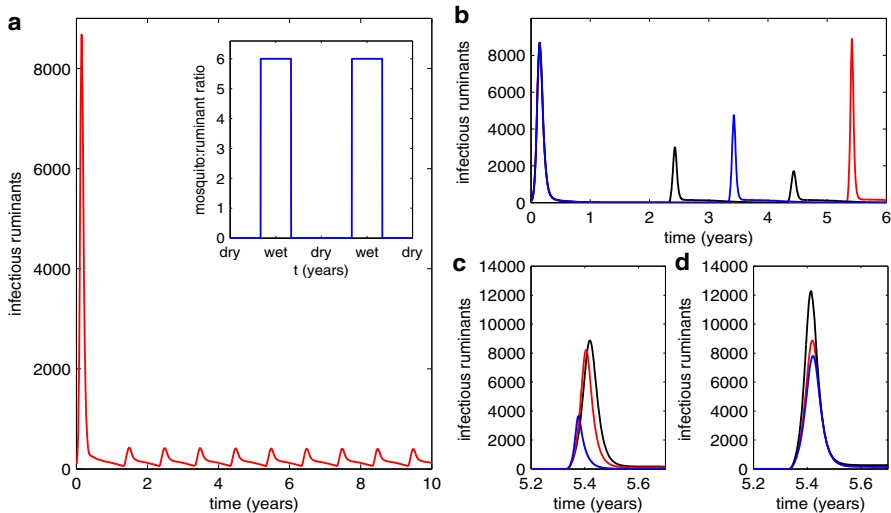 a
infectious ruminants
8000
6000
4000
2000
0
0 2 4 6 8 10
time (years)
mosquito:ruminant ratio
6
5
4
3
2
1
0
dry wet dry wet dry
t (years)
b
infectious ruminants
8000
6000
4000
2000
0
0 1 2 3 4 5 6
time (years)
c
infectious ruminants
14000
12000
10000
8000
6000
4000
2000
0
5.2 5.4 5.6
time (years)
d
infectious ruminants
14000
12000
10000
8000
6000
4000
2000
0
5.2 5.4 5.6
time (years)